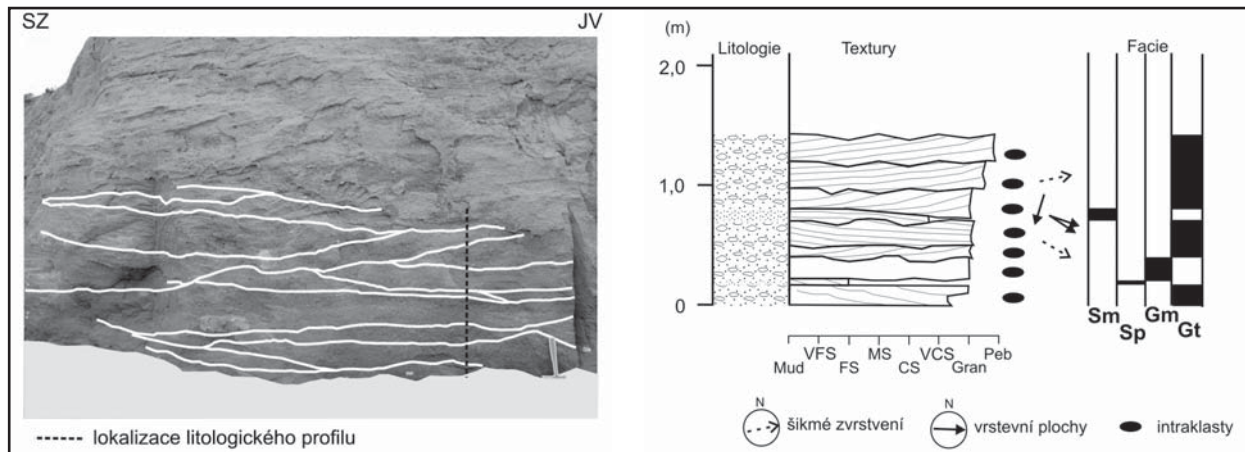 SZ JV
lokalizace litologického profilu
(m)
Litologie Textury Facie
2,0
1,0
0
Sm
Sp
Gm
Gt
VFS MS VCS Peb
Mud FS CS Gran
N N
šikmé zvrstvení vrstevní plochy intraklasty